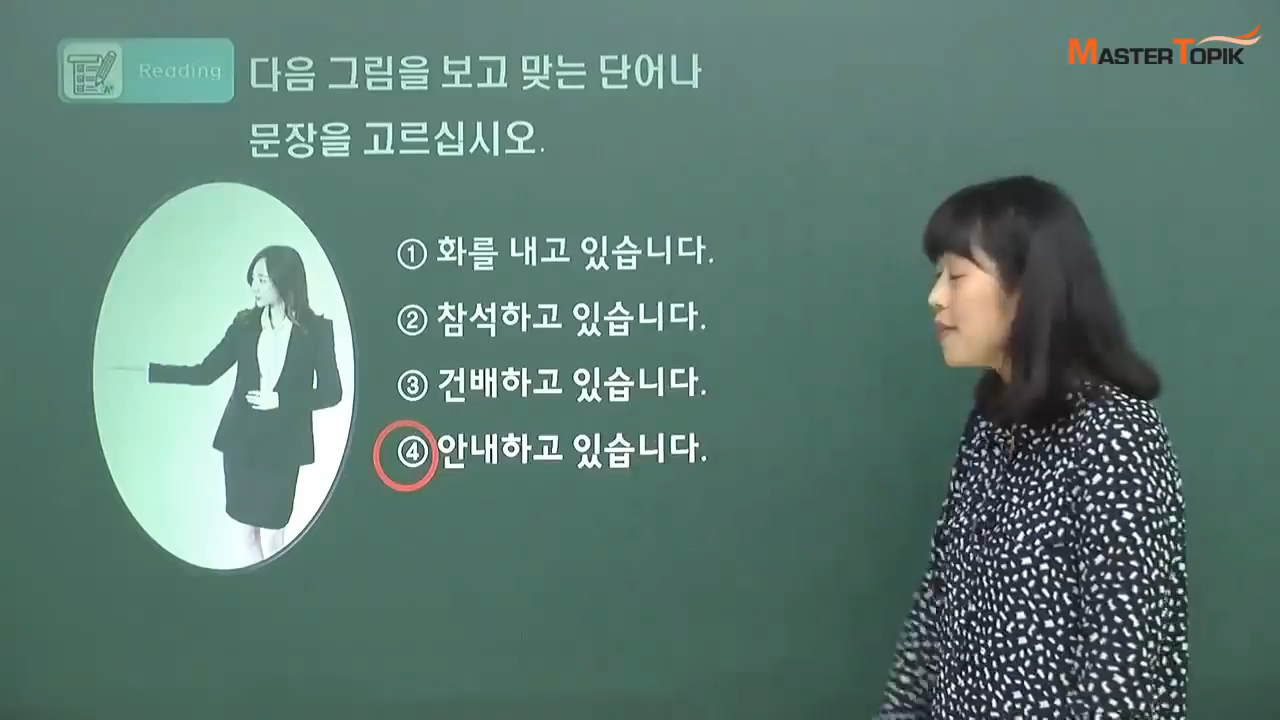 MASTER TOPIK
Reading
다음 그림을 보고 맞는 단어나
문장을 고르십시오.
① 화를 내고 있습니다.
② 참석하고 있습니다.
③ 건배하고 있습니다.
④ 안내하고 있습니다.